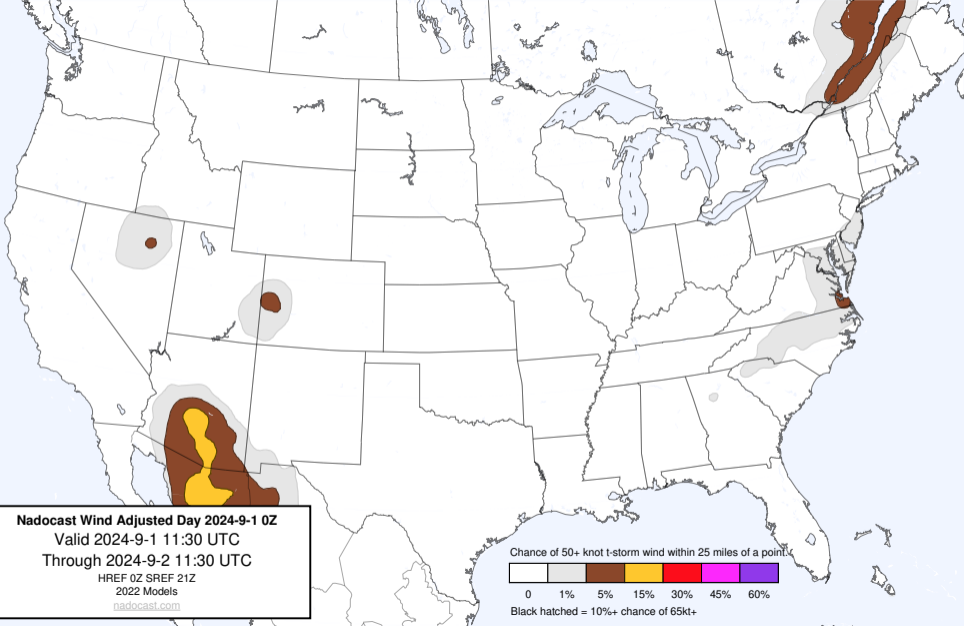 Nadocast Wind Adjusted Day 2024-9-1 0Z
Valid 2024-9-1 11:30 UTC
Through 2024-9-2 11:30 UTC
HREF 0Z SREF 21Z
2022 Models
nadocast.com
Chance of 50+ knot t-storm wind within 25 miles of a point.
0 1% 5% 15% 30% 45% 60%
Black hatched = 10%+ chance of 65kt+